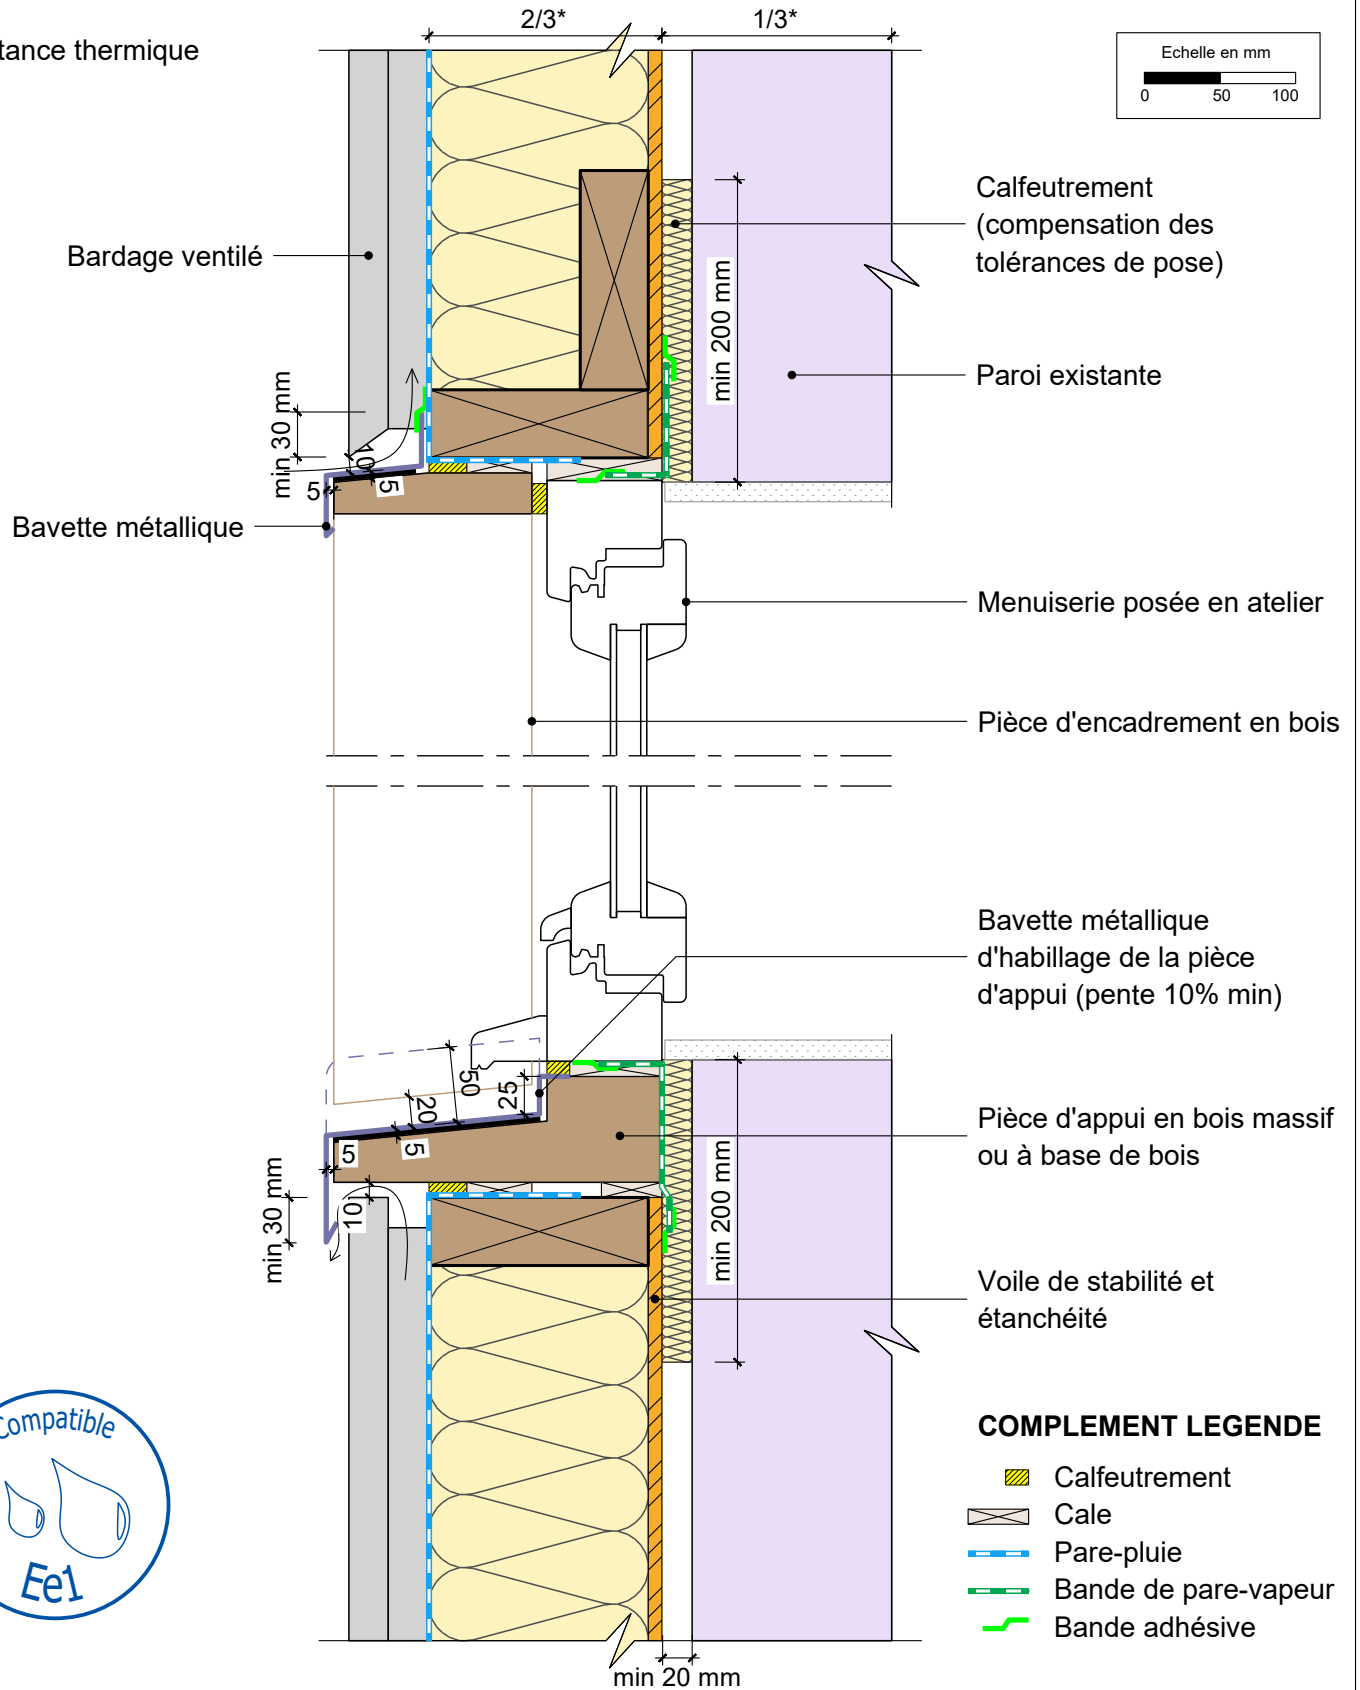 2/3*
1/3*
tance thermique
Echelle en mm
0 50 100
Calfeutrement
(compensation des
tolérances de pose)
Bardage ventilé
min 200 mm
Paroi existante
min 30 mm
10
5
5
Bavette métallique
Menuiserie posée en atelier
Pièce d'encadrement en bois
Bavette métallique
d'habillage de la pièce
d'appui (pente 10% min)
50
25
20
5
5
Pièce d'appui en bois massif
ou à base de bois
min 30 mm
10
min 200 mm
Voile de stabilité et
étanchéité
Compatible
Ee1
COMPLEMENT LEGENDE
Calfeutrement
Cale
Pare-pluie
Bande de pare-vapeur
Bande adhésive
min 20 mm